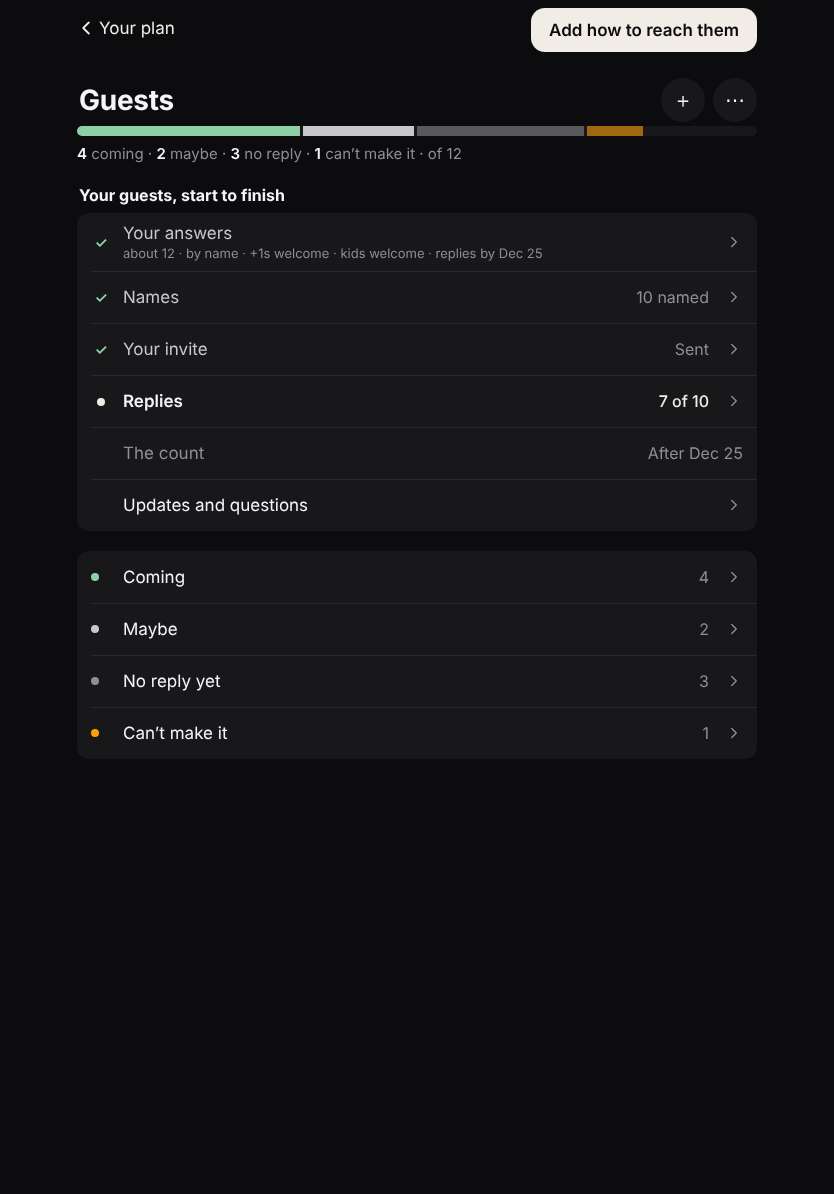 Your plan
Add how to reach them
Guests
+
···
4 coming · 2 maybe · 3 no reply · 1 can’t make it · of 12
Your guests, start to finish
Your answers
about 12 · by name · +1s welcome · kids welcome · replies by Dec 25
Names 10 named
Your invite Sent
Replies 7 of 10
The count After Dec 25
Updates and questions
Coming 4
Maybe 2
No reply yet 3
Can’t make it 1